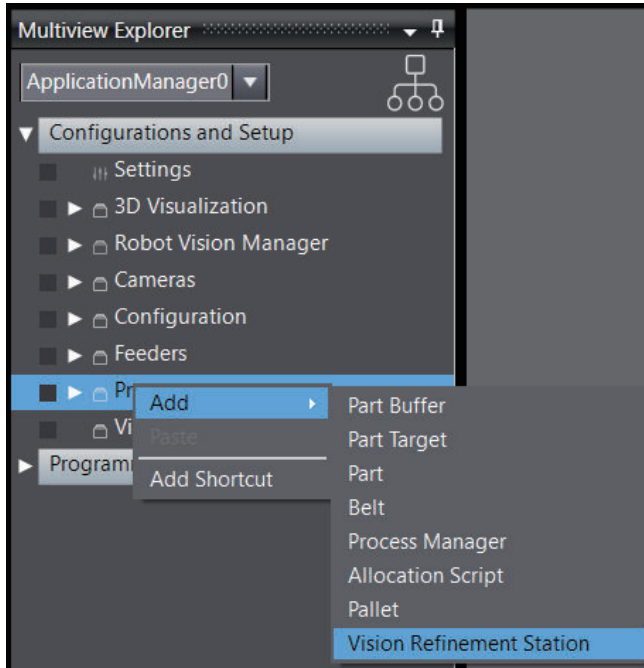 Multiview Explorer
ApplicationManager0
Configurations and Setup
Settings
3D Visualization
Robot Vision Manager
Cameras
Configuration
Feeders
Add
Paste
Add Shortcut
Part Buffer
Part Target
Part
Belt
Process Manager
Allocation Script
Pallet
Vision Refinement Station